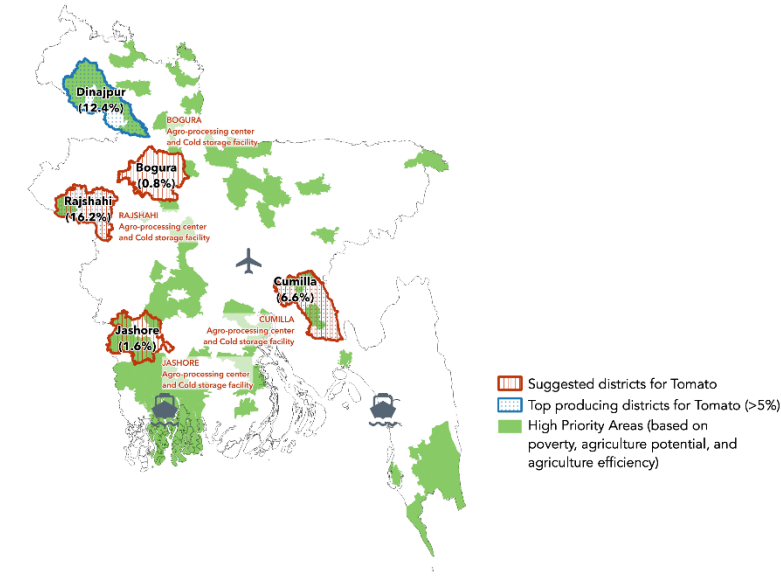 Dinajpur
(12.4%)
BOGURA
Agro-processing center
and Cold storage facility
Bogura
(0.8%)
Rajshahi
(16.2%)
RAJSHAHI
Agro-processing center
and Cold storage facility
Cumilla
(6.6%)
CUMILLA
Agro-processing center
and Cold storage facility
Jashore
(1.6%)
JASHORE
Agro-processing center
and Cold storage facility
Suggested districts for Tomato
Top producing districts for Tomato (>5%)
High Priority Areas (based on
poverty, agriculture potential, and
agriculture efficiency)